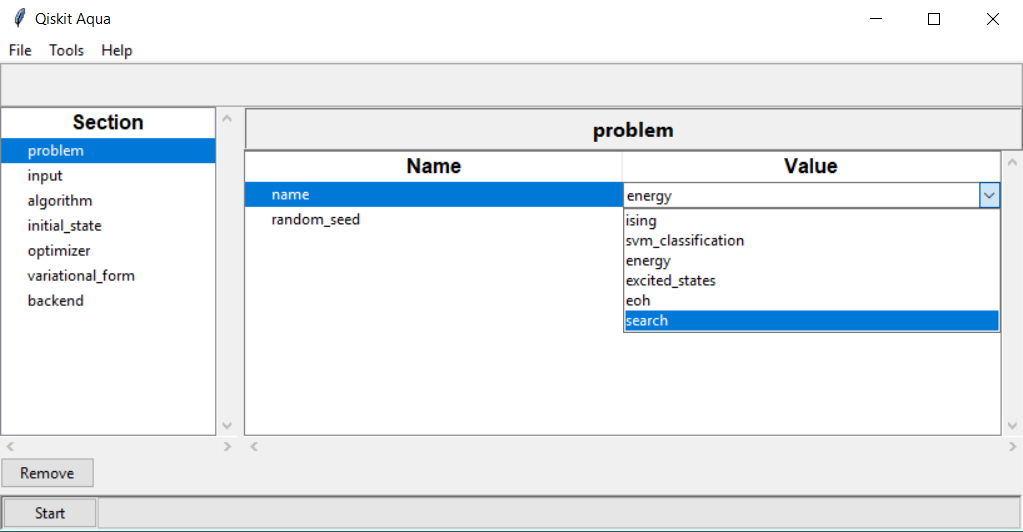 Qiskit Aqua
File Tools Help
Section
problem
input
algorithm
initial_state
optimizer
variational_form
backend
problem
Name Value
name energy
random_seed
ising
svm_classification
energy
excited_states
eoh
search
Remove
Start